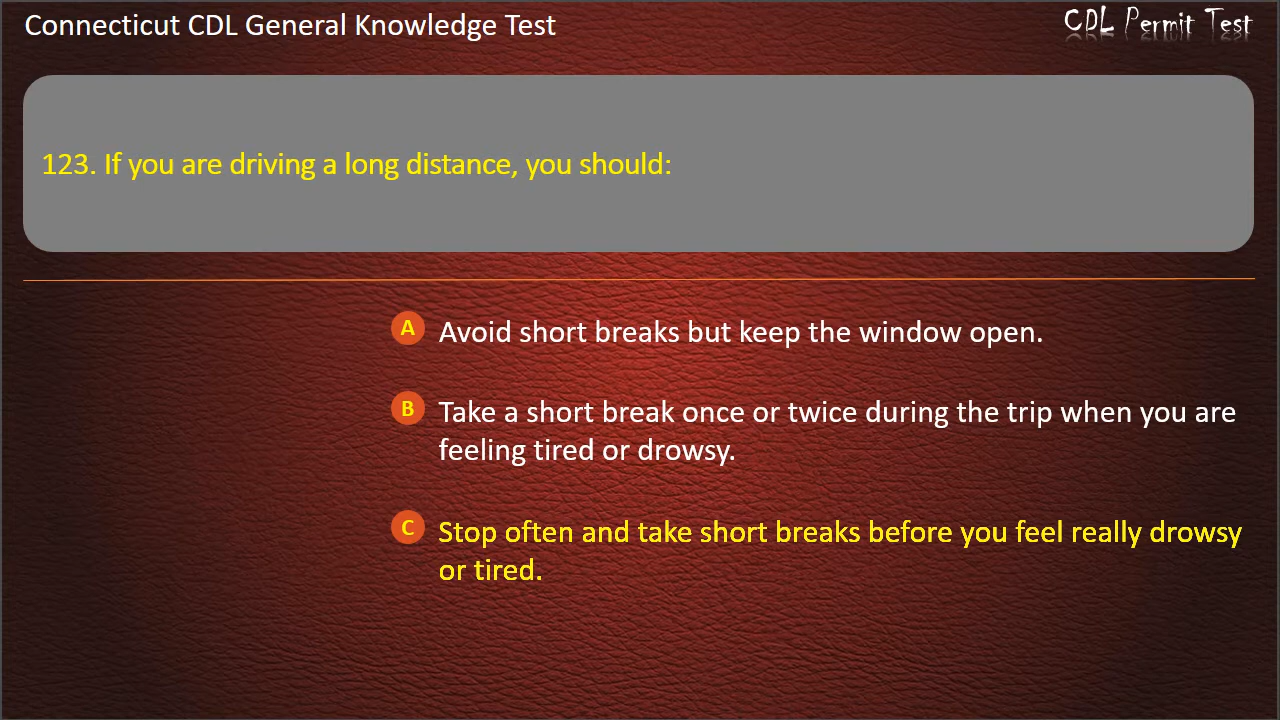 Connecticut CDL General Knowledge Test
CDL Permit Test
123. If you are driving a long distance, you should:
A Avoid short breaks but keep the window open.
B Take a short break once or twice during the trip when you are
feeling tired or drowsy.
C Stop often and take short breaks before you feel really drowsy
or tired.